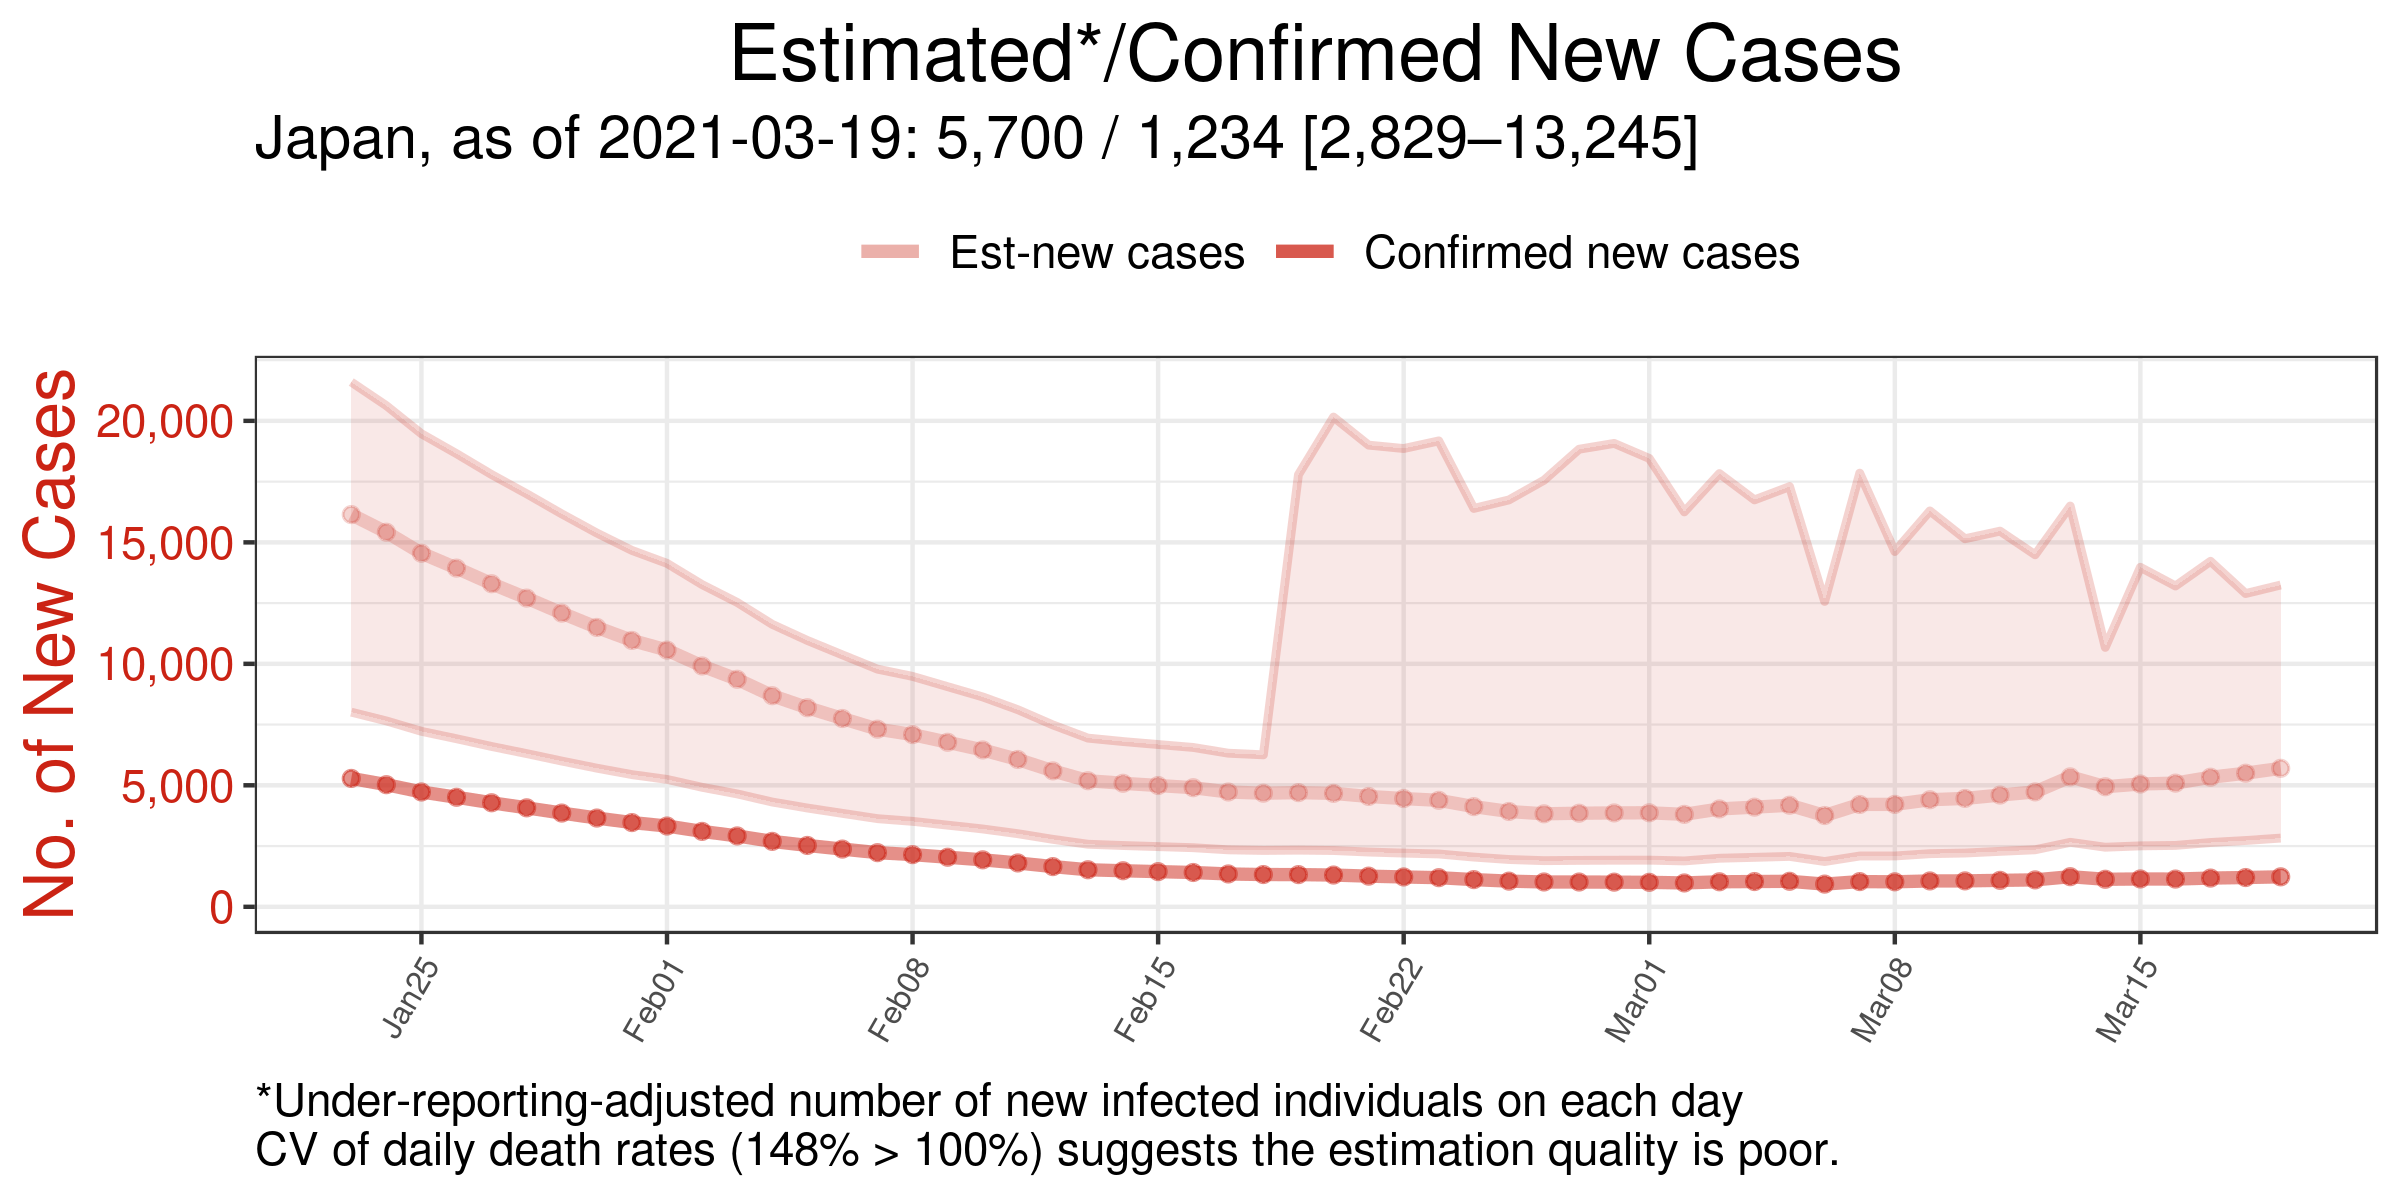 Estimated*/Confirmed New Cases
Japan, as of 2021-03-19: 5,700 / 1,234 [2,829–13,245]
Est-new cases
Confirmed new cases
No. of New Cases
20,000
15,000
10,000
5,000
0
Jan25
Feb01
Feb08
Feb15
Feb22
Mar01
Mar08
Mar15
*Under-reporting-adjusted number of new infected individuals on each day
CV of daily death rates (148% > 100%) suggests the estimation quality is poor.